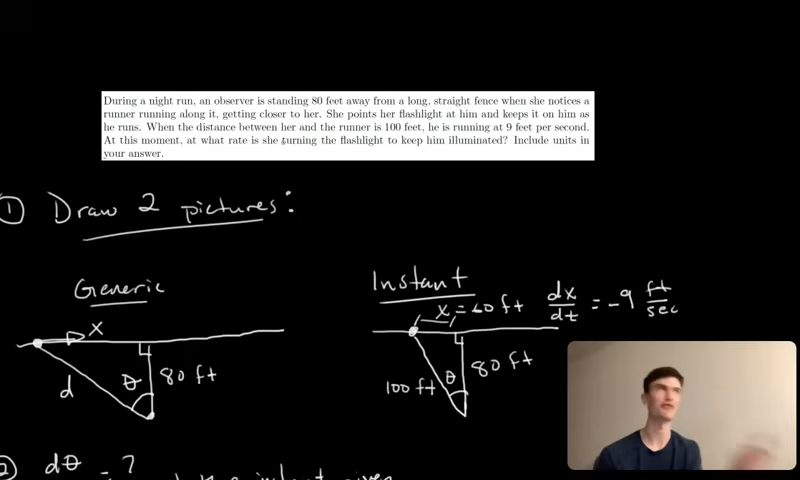 During a night run, an observer is standing 80 feet away from a long, straight fence when she notices a
runner running along it, getting closer to her. She points her flashlight at him and keeps it on him as
he runs. When the distance between her and the runner is 100 feet, he is running at 9 feet per second.
At this moment, at what rate is she turning the flashlight to keep him illuminated? Include units in
your answer.
① Draw 2 pictures:
Generic
x
d
θ
80 ft
Instant
x = 60 ft
dx/dt = -9 ft/sec
100 ft
θ
80 ft
②
dθ
= ?
instant given